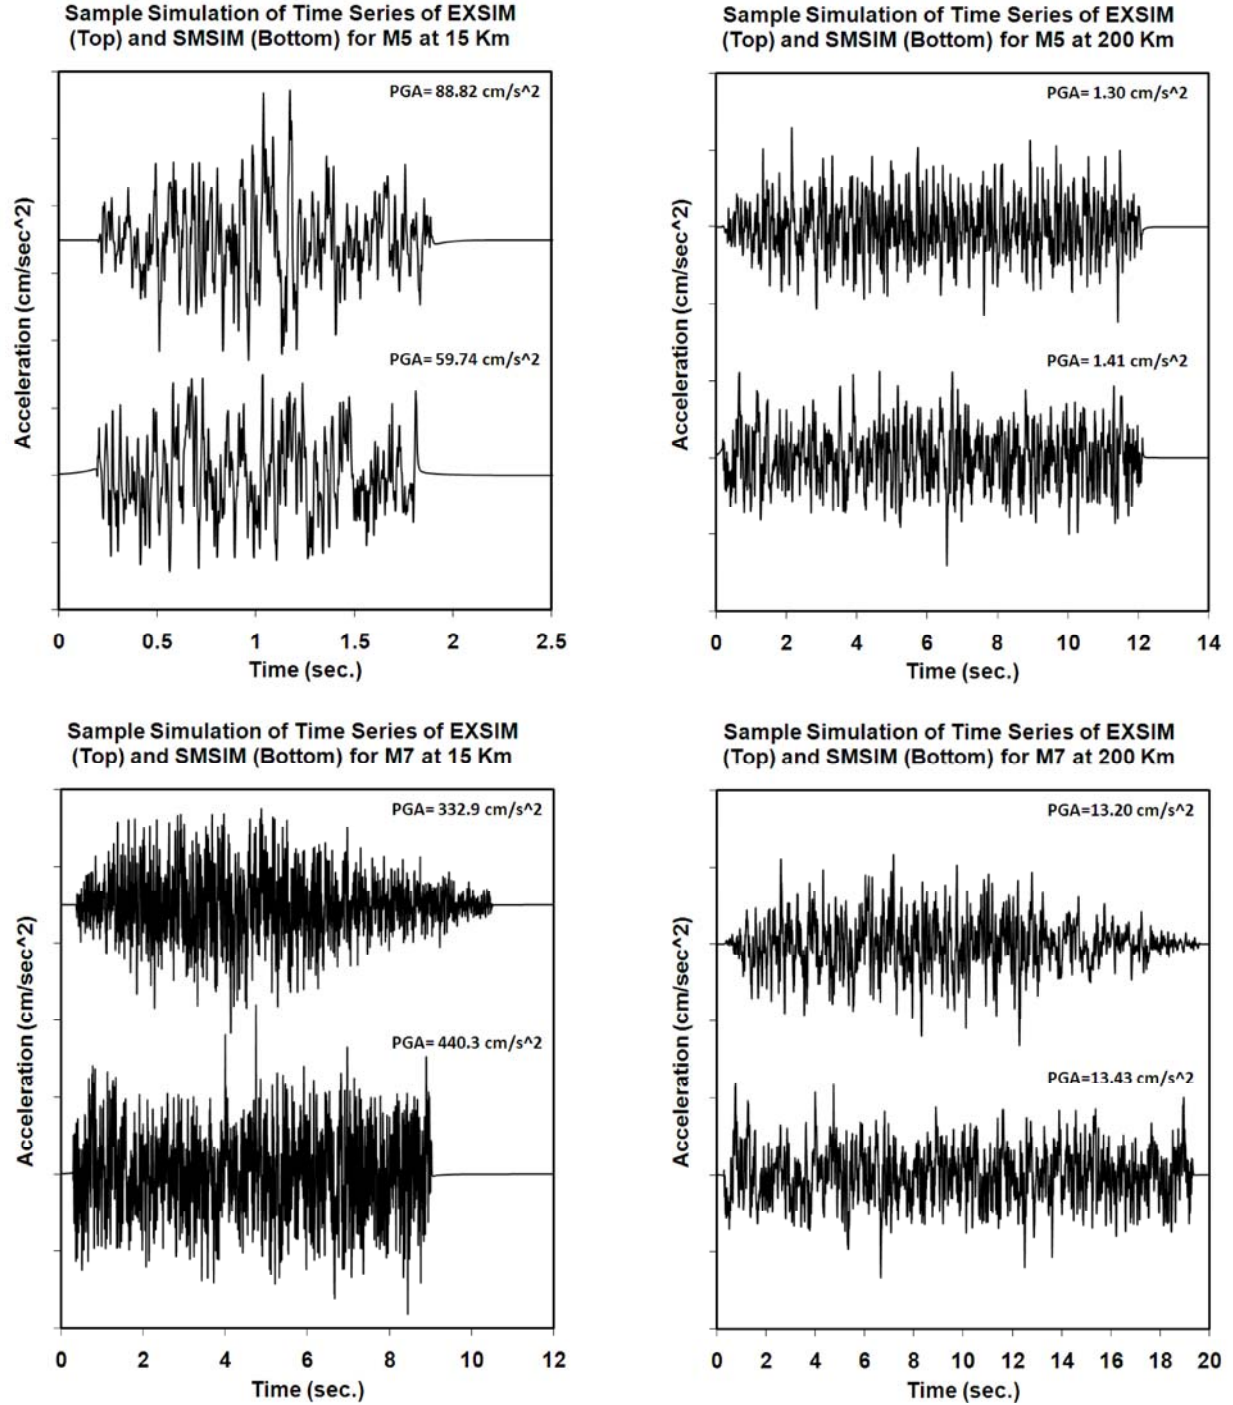 Sample Simulation of Time Series of EXSIM
(Top) and SMSIM (Bottom) for M5 at 15 Km
PGA= 88.82 cm/s^2
PGA= 59.74 cm/s^2
Acceleration (cm/sec^2)
0 0.5 1 1.5 2 2.5
Time (sec.)
Sample Simulation of Time Series of EXSIM
(Top) and SMSIM (Bottom) for M5 at 200 Km
PGA= 1.30 cm/s^2
PGA= 1.41 cm/s^2
Acceleration (cm/sec^2)
0 2 4 6 8 10 12 14
Time (sec.)
Sample Simulation of Time Series of EXSIM
(Top) and SMSIM (Bottom) for M7 at 15 Km
PGA= 332.9 cm/s^2
PGA= 440.3 cm/s^2
Acceleration (cm/sec^2)
0 2 4 6 8 10 12
Time (sec.)
Sample Simulation of Time Series of EXSIM
(Top) and SMSIM (Bottom) for M7 at 200 Km
PGA=13.20 cm/s^2
PGA=13.43 cm/s^2
Acceleration (cm/sec^2)
0 2 4 6 8 10 12 14 16 18 20
Time (sec.)